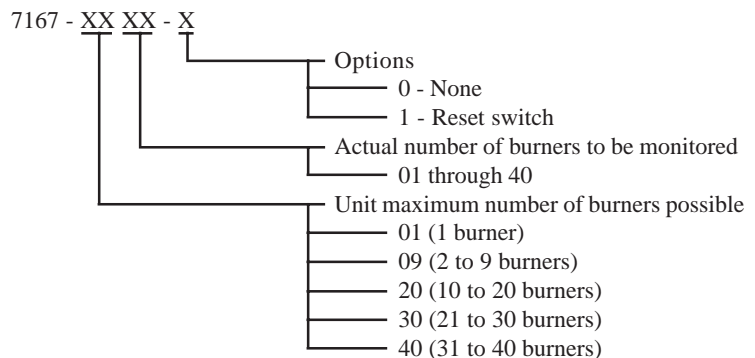 7167 - XX XX - X
Options
0 - None
1 - Reset switch
Actual number of burners to be monitored
01 through 40
Unit maximum number of burners possible
01 (1 burner)
09 (2 to 9 burners)
20 (10 to 20 burners)
30 (21 to 30 burners)
40 (31 to 40 burners)